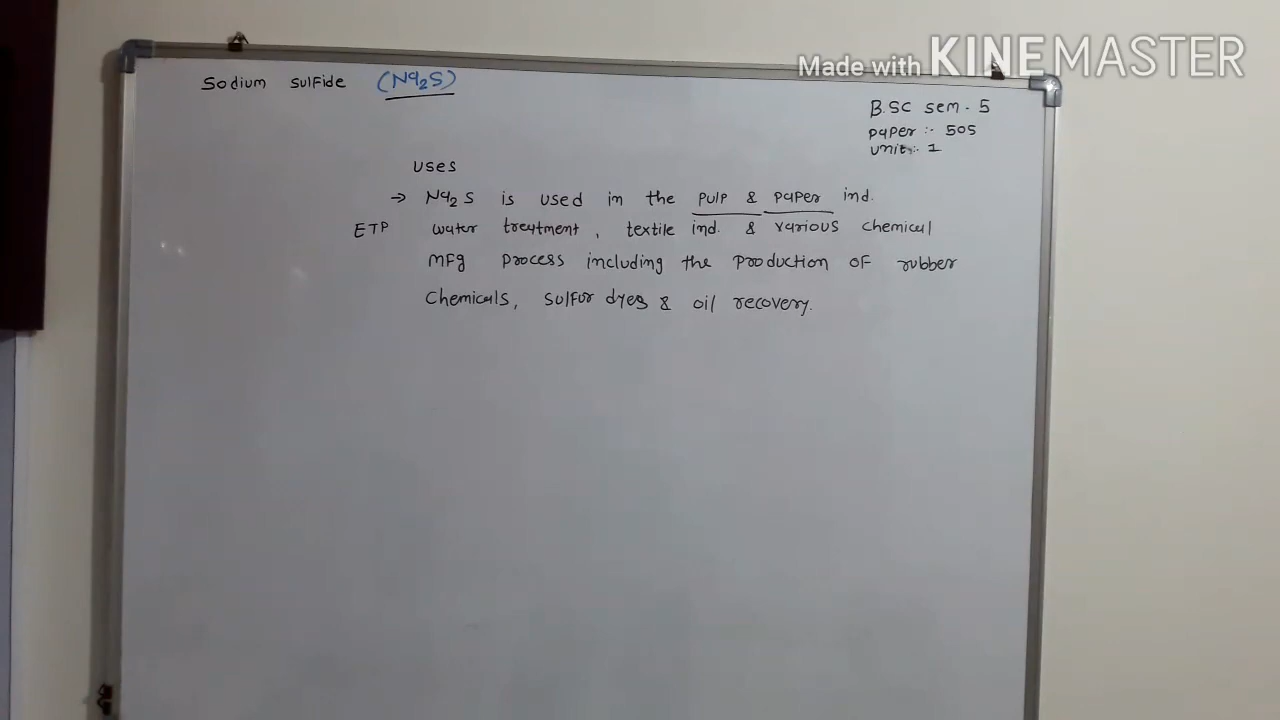 Made with KINEMASTER
Sodium sulfide (Na2S)
B.SC sem. 5
paper :- 505
unit :- 1
uses
→ Na2S is used in the pulp & paper ind.
ETP water treatment, textile ind. & various chemical
MFg process including the production of rubber
chemicals, sulfur dyes & oil recovery.